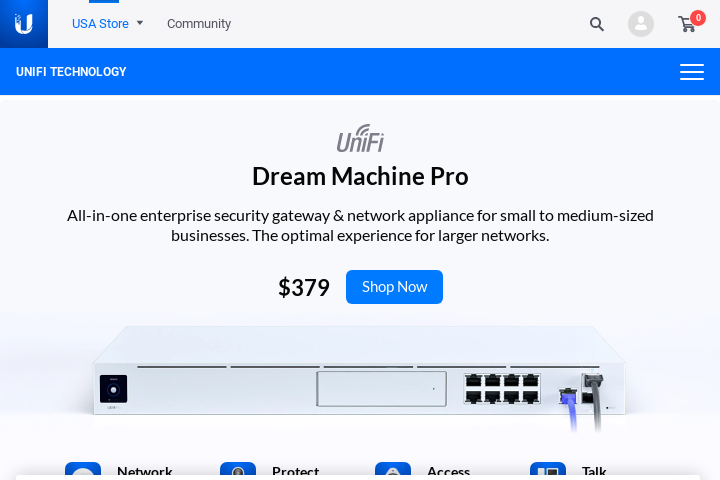 USA Store
Community
0
UNIFI TECHNOLOGY
UniFi
Dream Machine Pro
All-in-one enterprise security gateway & network appliance for small to medium-sized
businesses. The optimal experience for larger networks.
$379 Shop Now
Network Protect Access Talk